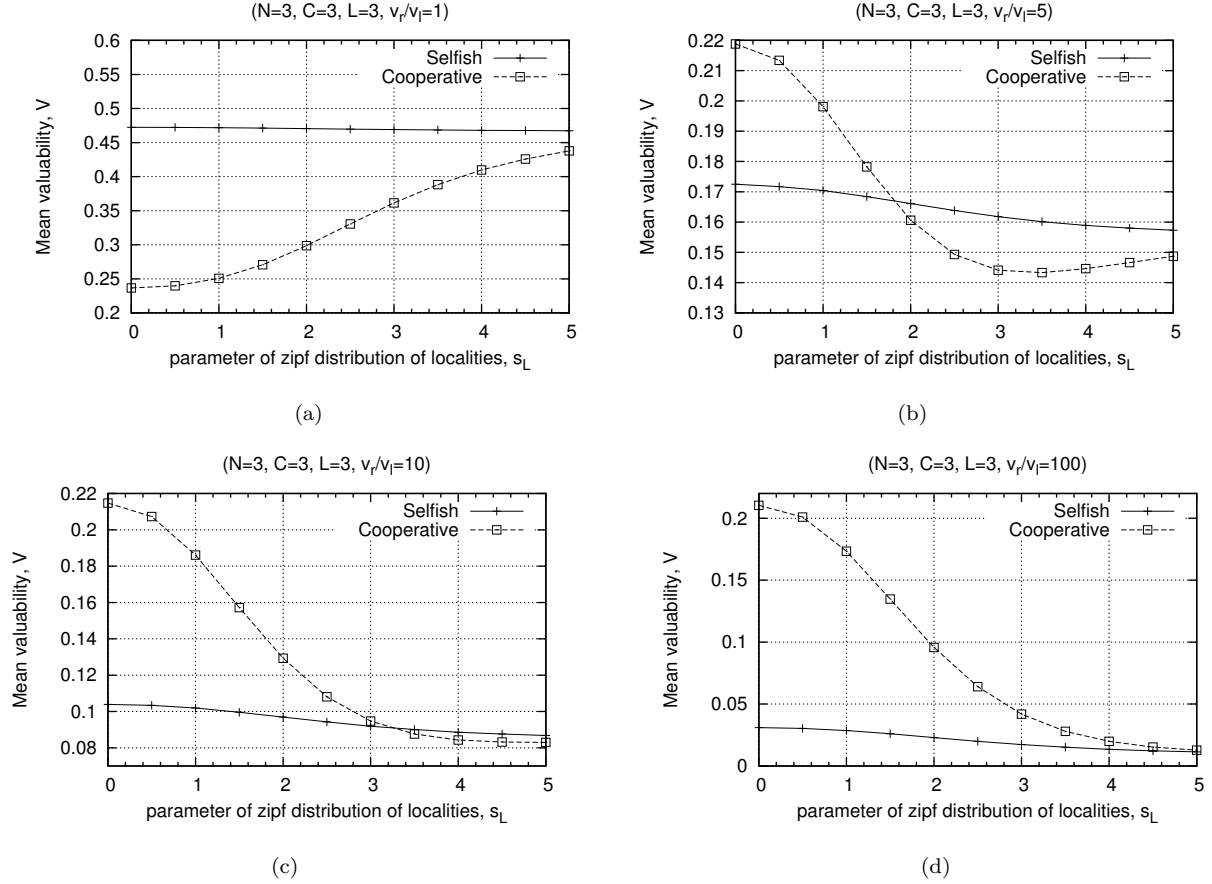 (N=3, C=3, L=3, v_r/v_l=1)
0.6
0.55
0.5
0.45
0.4
0.35
0.3
0.25
0.2
Mean valuability, V
Selfish
Cooperative
0 1 2 3 4 5
parameter of zipf distribution of localities, s_L
(a)
(N=3, C=3, L=3, v_r/v_l=5)
0.22
0.21
0.2
0.19
0.18
0.17
0.16
0.15
0.14
0.13
Mean valuability, V
Selfish
Cooperative
0 1 2 3 4 5
parameter of zipf distribution of localities, s_L
(b)
(N=3, C=3, L=3, v_r/v_l=10)
0.22
0.2
0.18
0.16
0.14
0.12
0.1
0.08
Mean valuability, V
Selfish
Cooperative
0 1 2 3 4 5
parameter of zipf distribution of localities, s_L
(c)
(N=3, C=3, L=3, v_r/v_l=100)
0.2
0.15
0.1
0.05
0
Mean valuability, V
Selfish
Cooperative
0 1 2 3 4 5
parameter of zipf distribution of localities, s_L
(d)